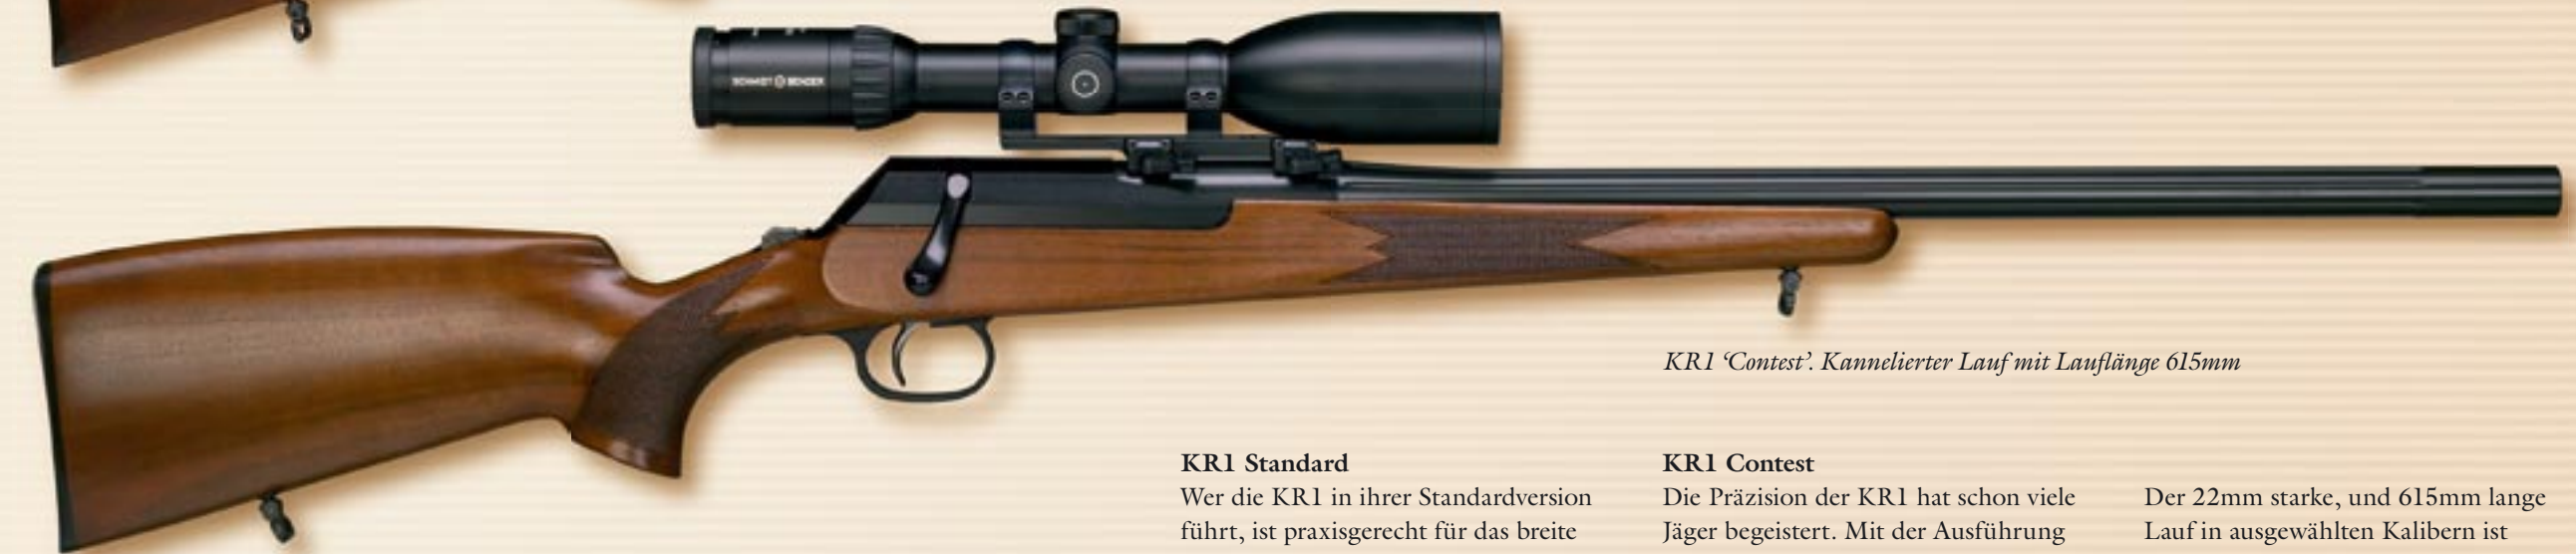 SCHMIDT BENDER
KR1 ‘Contest’. Kannelierter Lauf mit Lauflänge 615mm
KR1 Standard
Wer die KR1 in ihrer Standardversion
führt, ist praxisgerecht für das breite
KR1 Contest
Die Präzision der KR1 hat schon viele
Jäger begeistert. Mit der Ausführung
Der 22mm starke, und 615mm lange
Lauf in ausgewählten Kalibern ist